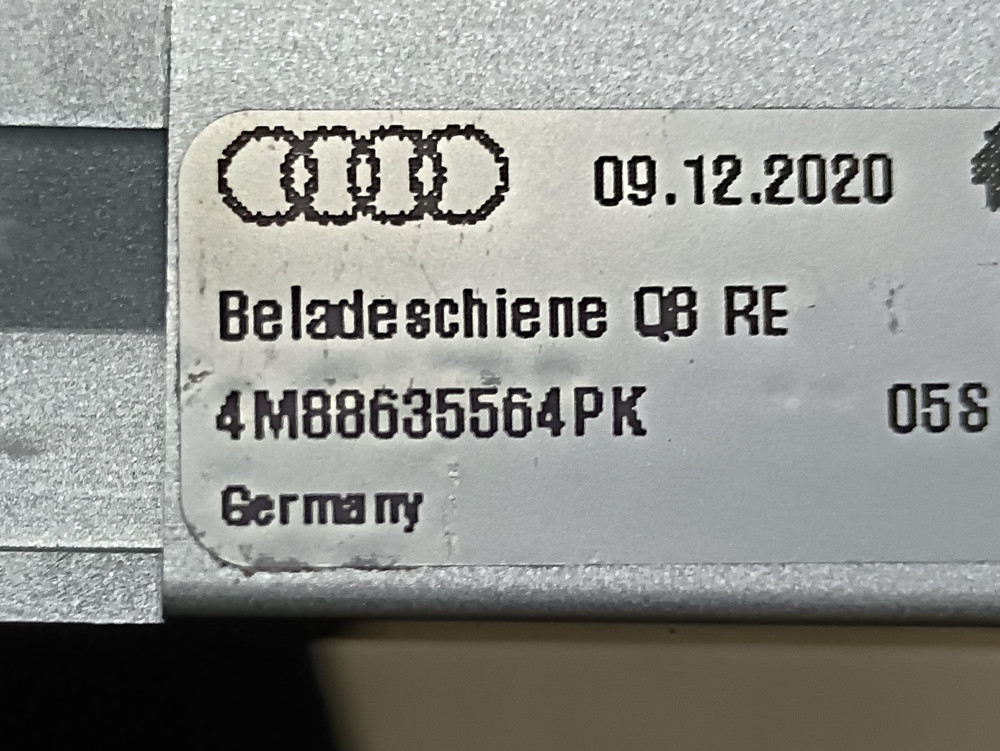 09.12.2020
Beladeschiene Q8 RE
4M88635564PK 05S
Germany